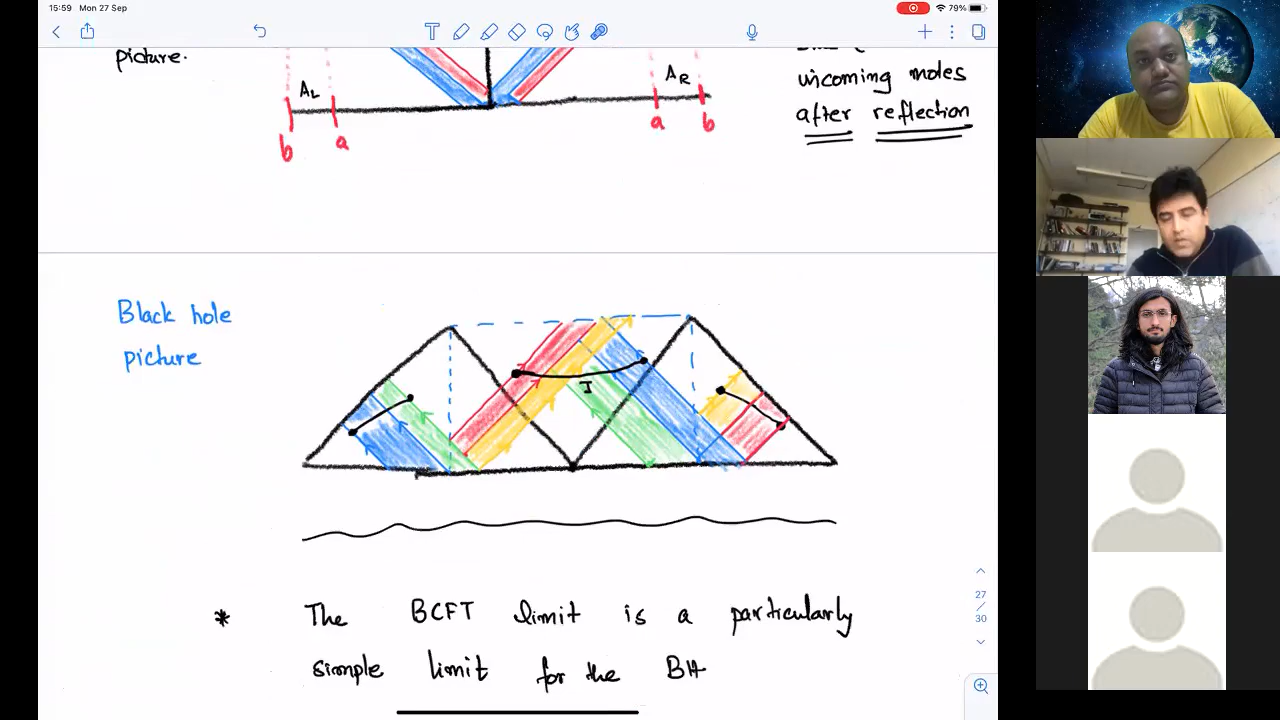 15:59 Mon 27 Sep
79%
T
picture.
AL
AR
b
a
a
b
incoming modes
after reflection
Black hole
picture
I
* The BCFT limit is a particularly
simple limit for the BH
27
/
30